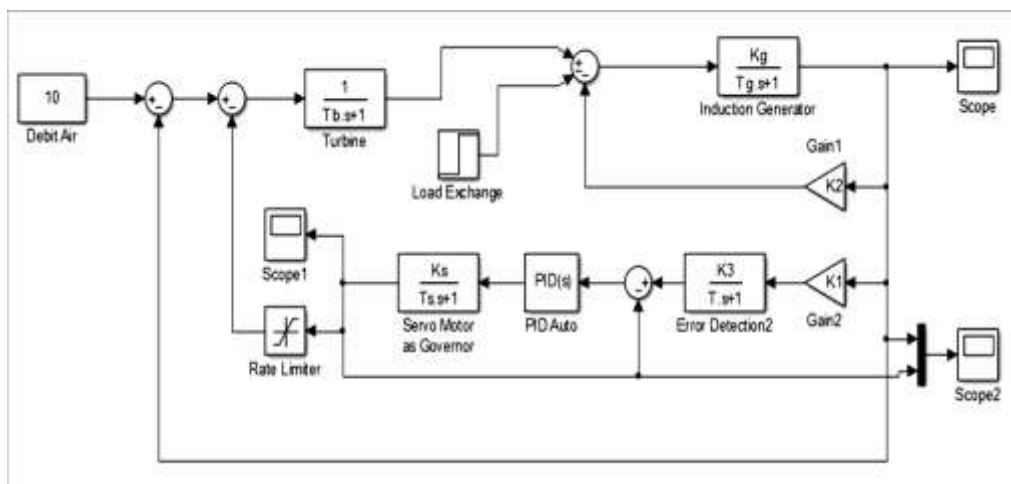 10
Debit Air
1
Tb.s+1
Turbine
Load Exchange
Kg
Tg.s+1
Induction Generator
Scope
Gain1
K2
Scope1
Ks
Ts.s+1
Servo Motor
as Governor
PID(s)
PID Auto
K3
T.s+1
Error Detection2
K1
Gain2
Rate Limiter
Scope2